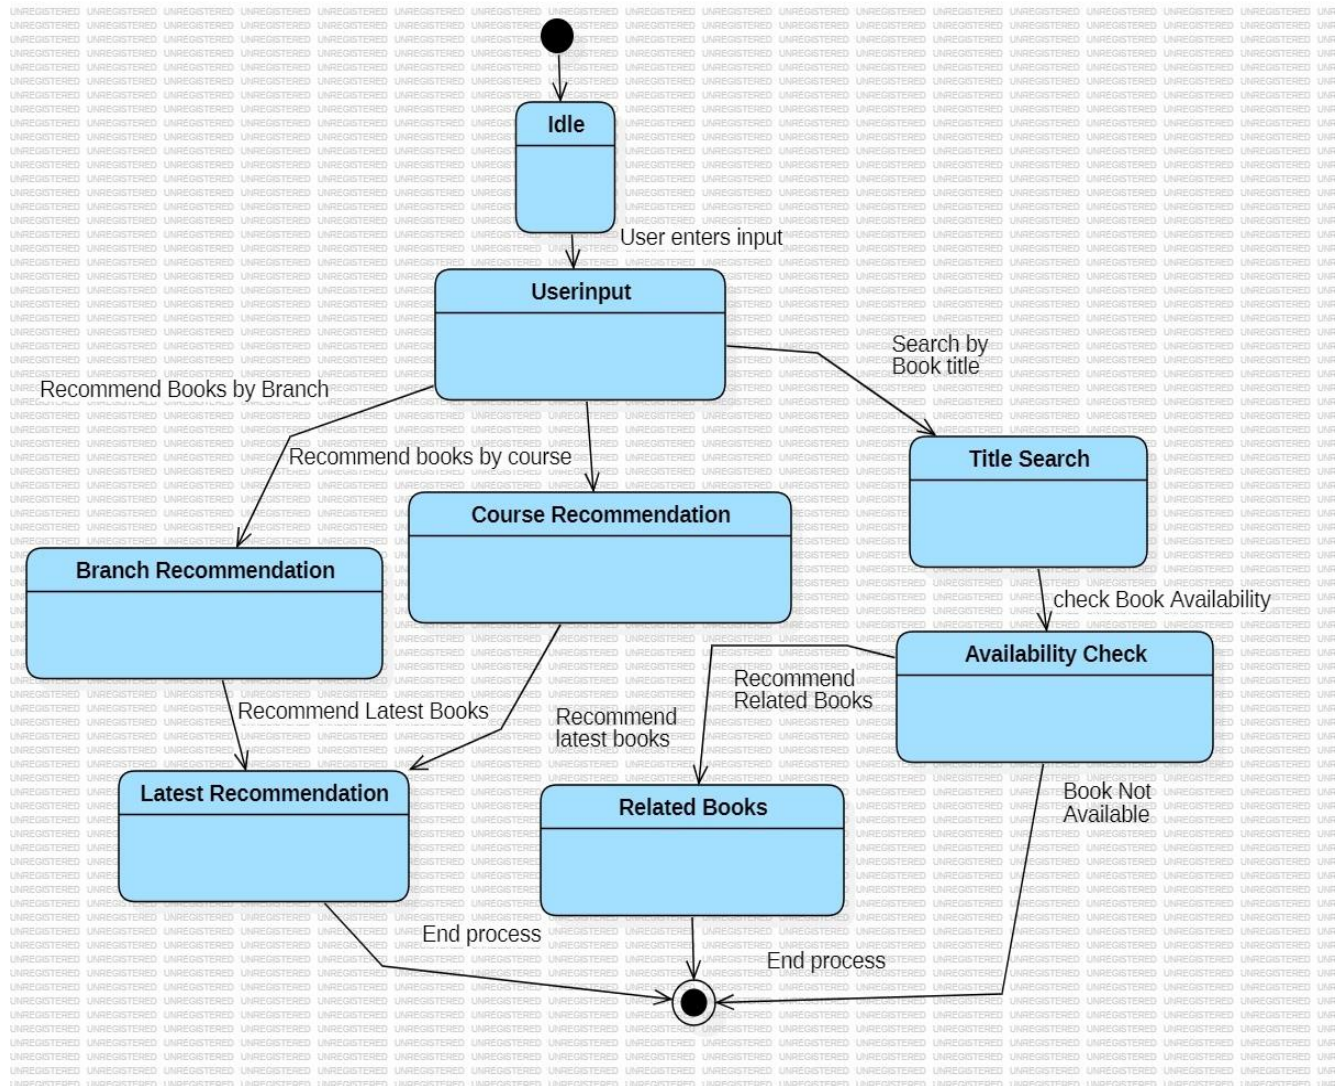 Idle
User enters input
Userinput
Search by
Book title
Recommend Books by Branch
Recommend books by course
Title Search
Course Recommendation
Branch Recommendation
check Book Availability
Availability Check
Recommend
Related Books
Recommend Latest Books
Recommend
latest books
Latest Recommendation
Related Books
Book Not
Available
End process
End process
UNREGISTERED